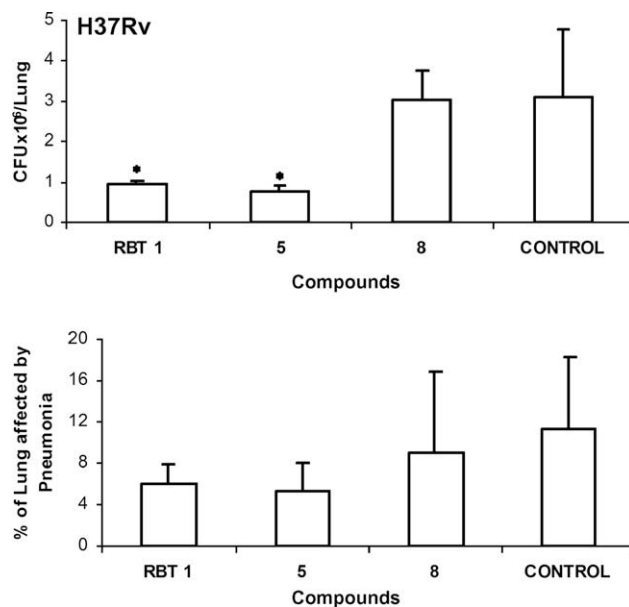 H37Rv
CFUx10⁶/Lung
5
4
3
2
1
0
*
*
RBT 1 5 8 CONTROL
Compounds
% of Lung affected by
Pneumonia
20
16
12
8
4
0
RBT 1 5 8 CONTROL
Compounds